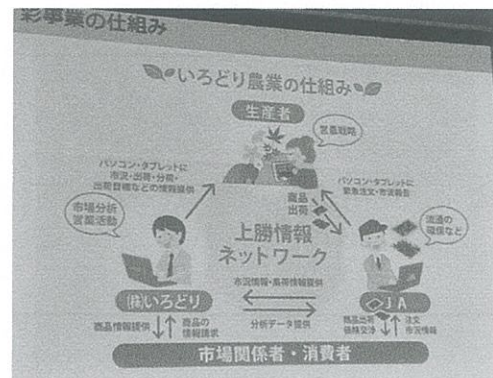 彩事業の仕組み
いろどり農業の仕組み
生産者
営農戦略
パソコン・タブレットに
市況・出荷・分荷・
出荷目標などの情報提供
パソコン・タブレットに
緊急注文・市況報告
商品
出荷
市場分析
営業活動
上勝情報
ネットワーク
流通の
確保など
市況情報・集荷情報提供
㈱いろどり
JA
分析データ提供
商品情報提供
商品の
情報請求
商品出荷
価格交渉
注文
市況情報
市場関係者・消費者